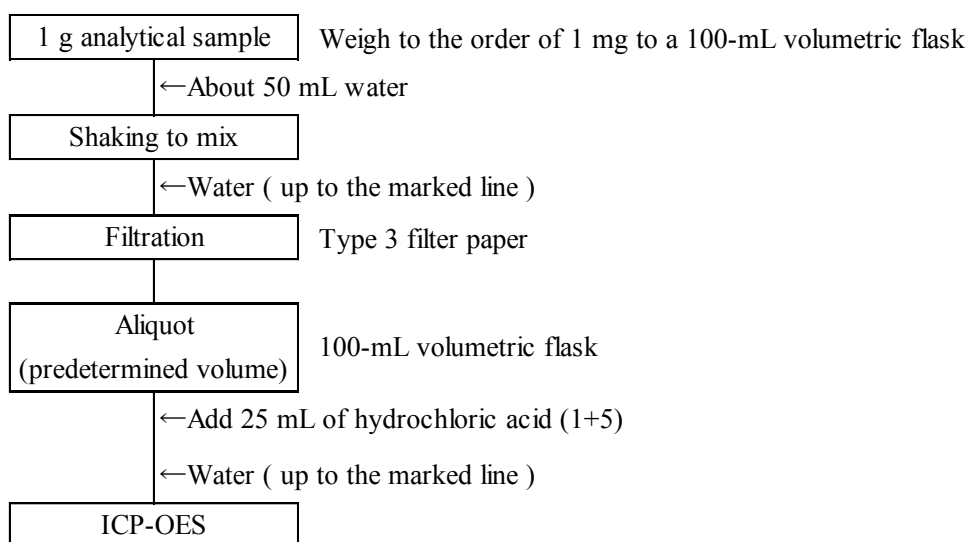 1 g analytical sample Weigh to the order of 1 mg to a 100-mL volumetric flask
←About 50 mL water
Shaking to mix
←Water ( up to the marked line )
Filtration Type 3 filter paper
Aliquot
(predetermined volume) 100-mL volumetric flask
←Add 25 mL of hydrochloric acid (1+5)
←Water ( up to the marked line )
ICP-OES